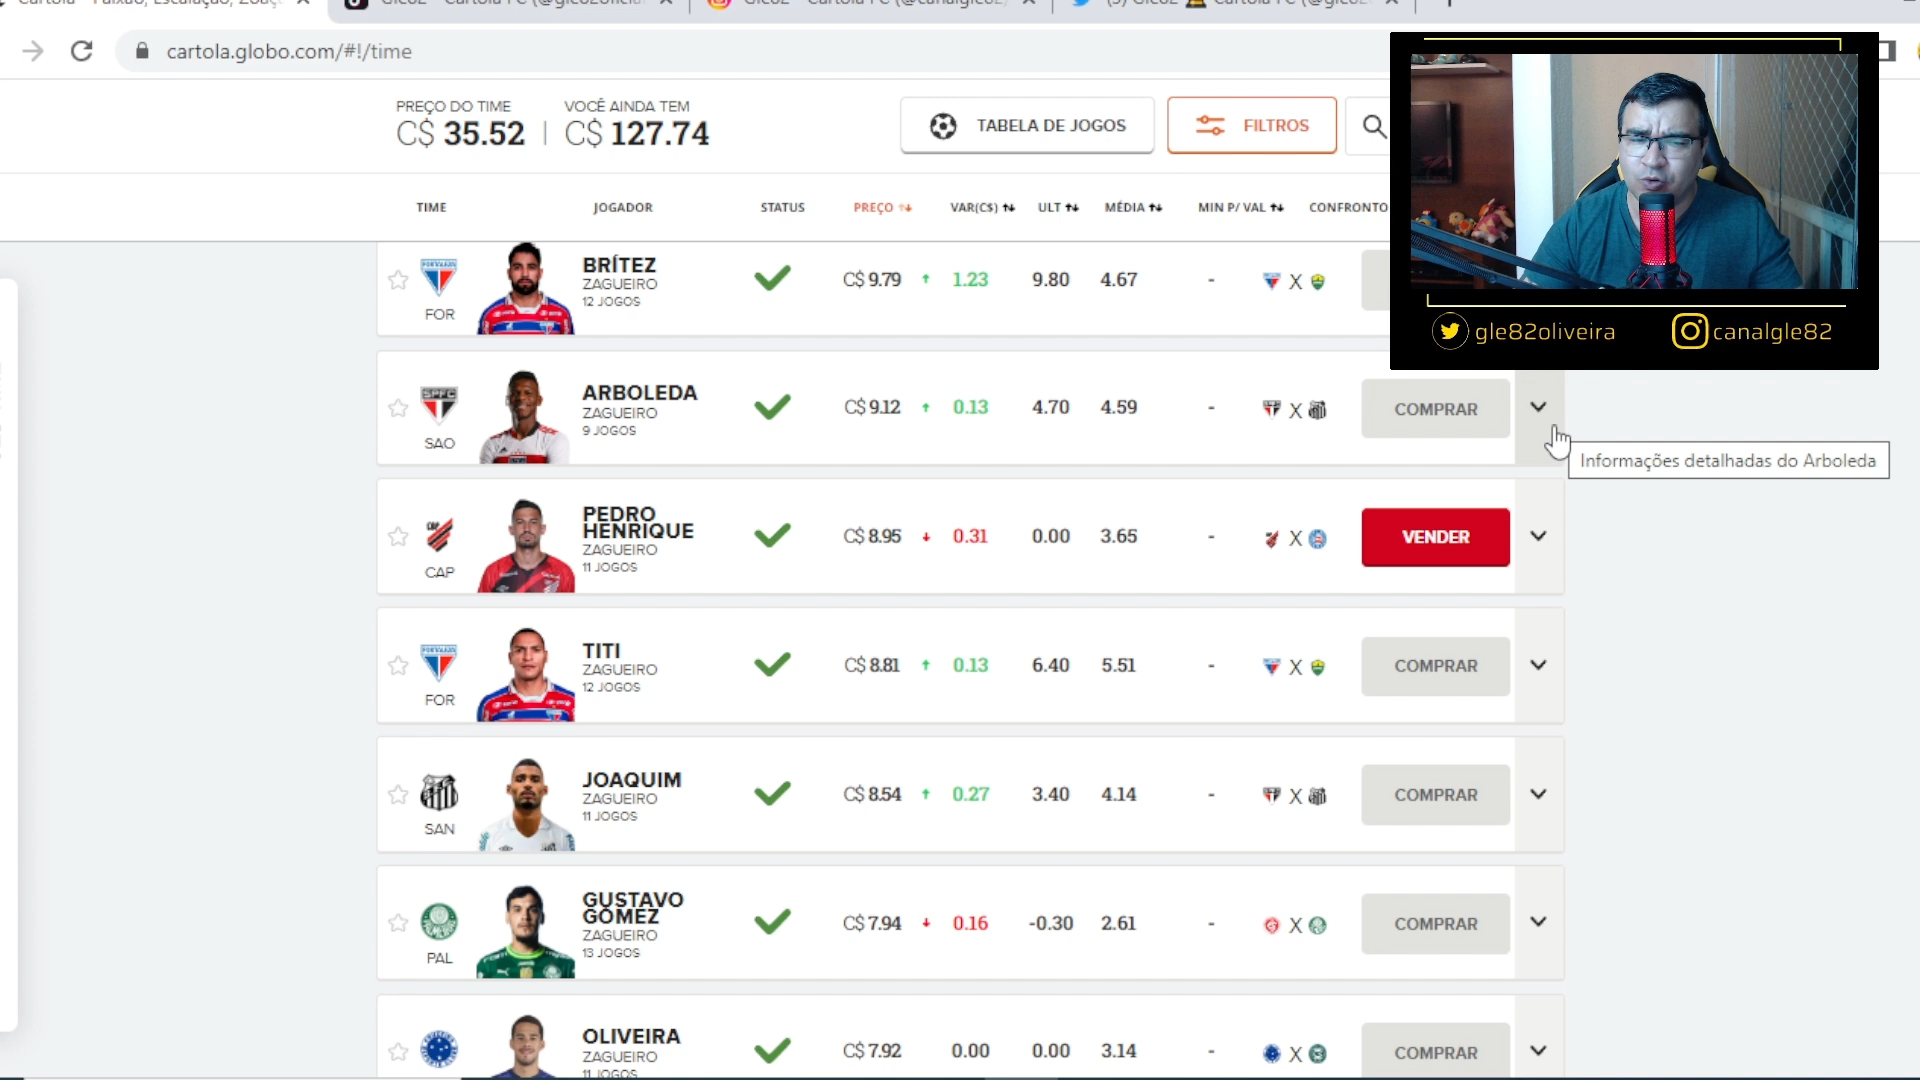 cartola.globo.com/#!/time
PREÇO DO TIME
C$ 35.52
VOCÊ AINDA TEM
C$ 127.74
TABELA DE JOGOS
FILTROS
TIME JOGADOR STATUS PREÇO VAR(C$) ULT MÉDIA MIN P/ VAL CONFRONTO
FOR
BRÍTEZ
ZAGUEIRO
12 JOGOS
C$ 9.79 1.23 9.80 4.67 - X
SAO
ARBOLEDA
ZAGUEIRO
9 JOGOS
C$ 9.12 0.13 4.70 4.59 - X
COMPRAR
Informações detalhadas do Arboleda
CAP
PEDRO
HENRIQUE
ZAGUEIRO
11 JOGOS
C$ 8.95 0.31 0.00 3.65 - X
VENDER
FOR
TITI
ZAGUEIRO
12 JOGOS
C$ 8.81 0.13 6.40 5.51 - X
COMPRAR
SAN
JOAQUIM
ZAGUEIRO
11 JOGOS
C$ 8.54 0.27 3.40 4.14 - X
COMPRAR
PAL
GUSTAVO
GÓMEZ
ZAGUEIRO
13 JOGOS
C$ 7.94 0.16 -0.30 2.61 - X
COMPRAR
OLIVEIRA
ZAGUEIRO
11 JOGOS
C$ 7.92 0.00 0.00 3.14 - X
COMPRAR
gle82oliveira
canalgle82